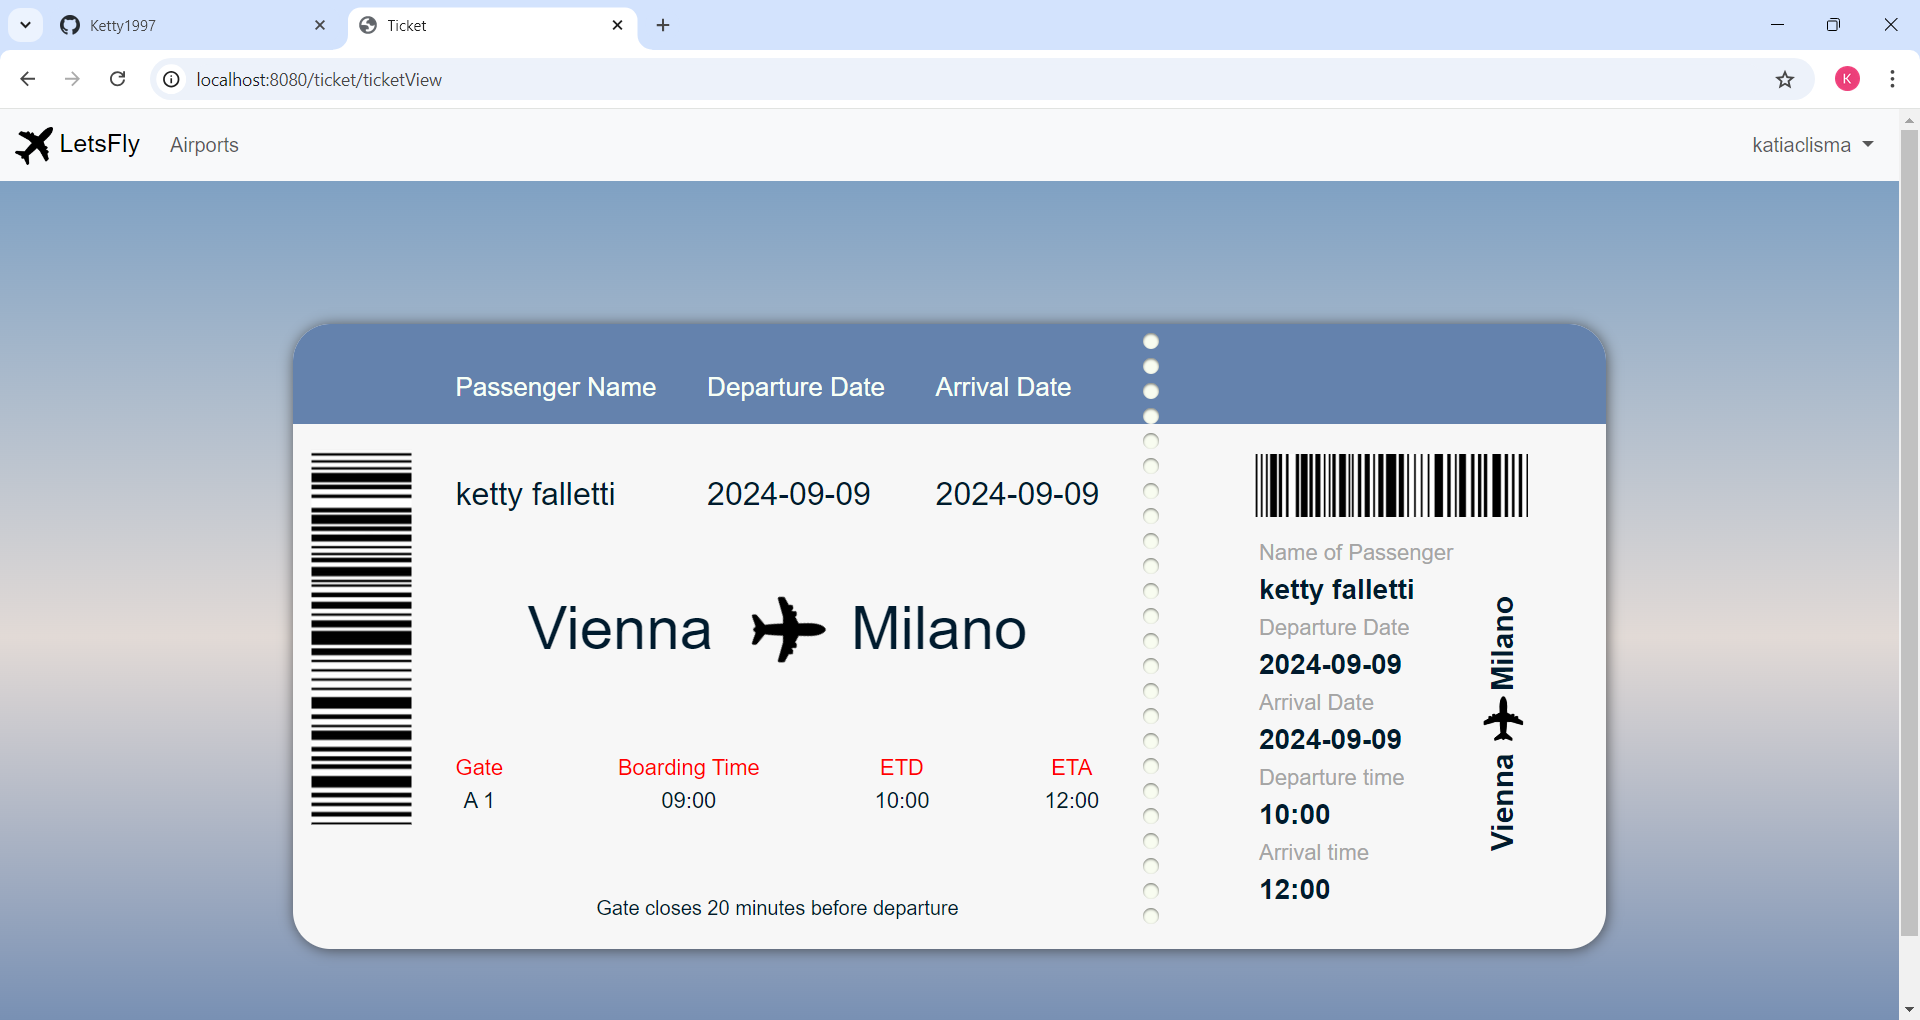 Ketty1997
Ticket
localhost:8080/ticket/ticketView
K
LetsFly Airports
katiaclisma
Passenger Name Departure Date Arrival Date
ketty falletti 2024-09-09 2024-09-09
Vienna Milano
Gate Boarding Time ETD ETA
A 1 09:00 10:00 12:00
Gate closes 20 minutes before departure
Name of Passenger
ketty falletti
Departure Date
2024-09-09
Arrival Date
2024-09-09
Departure time
10:00
Arrival time
12:00
Vienna Milano